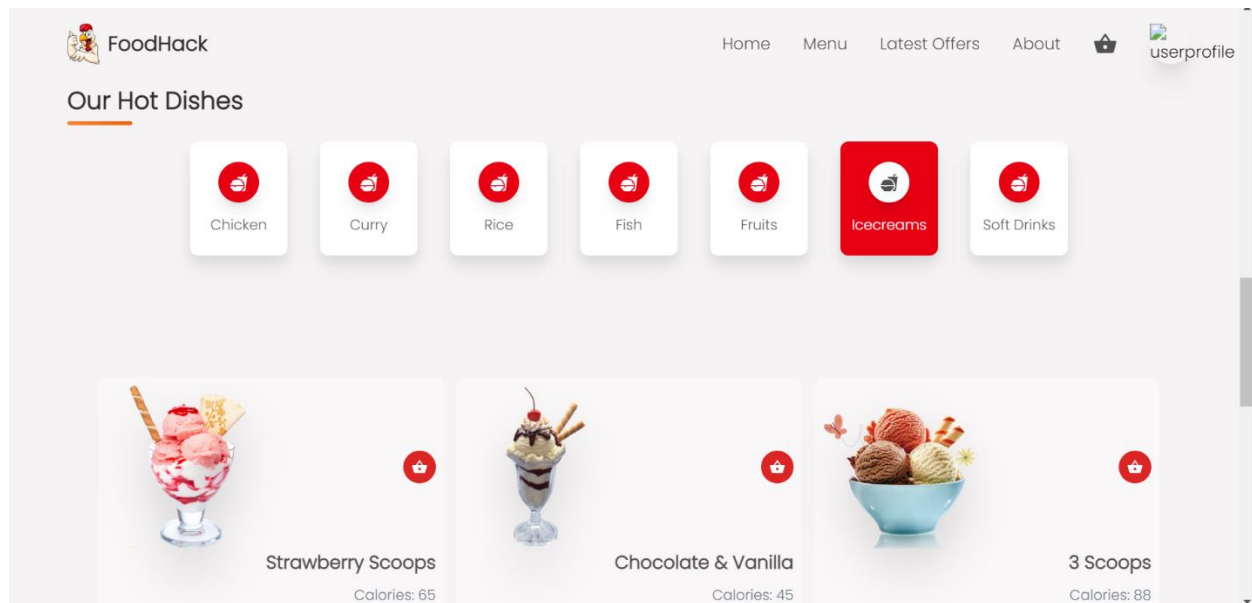 FoodHack
Home Menu Latest Offers About userprofile
Our Hot Dishes
Chicken Curry Rice Fish Fruits Icecreams Soft Drinks
Strawberry Scoops Chocolate & Vanilla 3 Scoops
Calories: 65 Calories: 45 Calories: 88